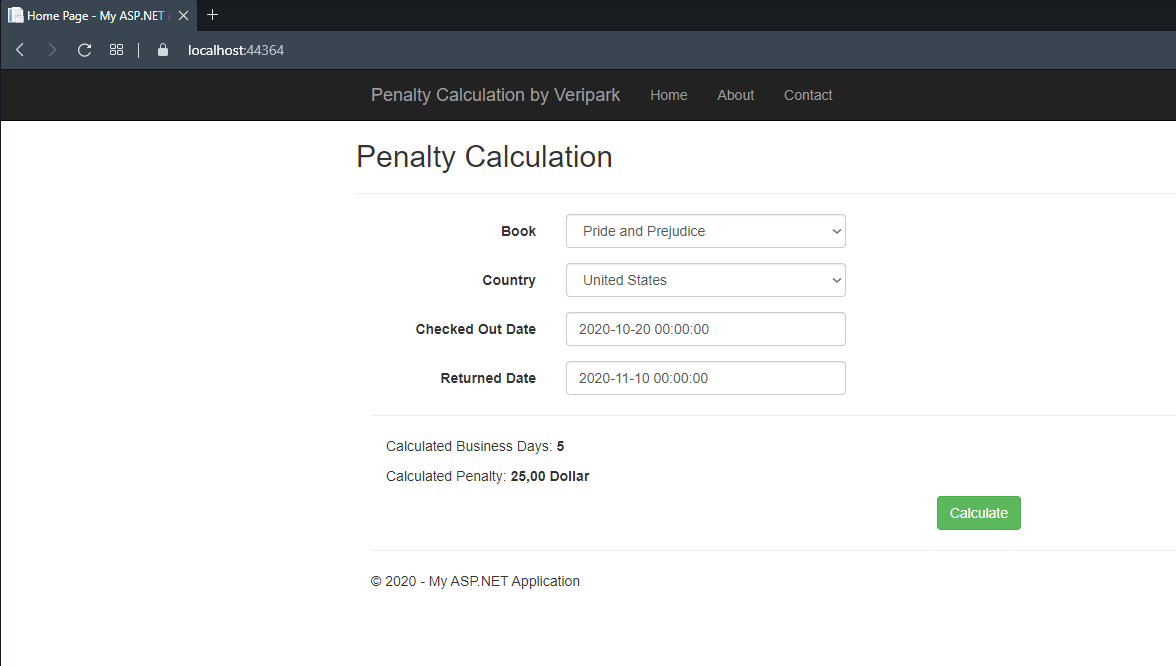 Home Page - My ASP.NET A
localhost:44364
Penalty Calculation by Veripark Home About Contact
Penalty Calculation
Book Pride and Prejudice
Country United States
Checked Out Date 2020-10-20 00:00:00
Returned Date 2020-11-10 00:00:00
Calculated Business Days: 5
Calculated Penalty: 25,00 Dollar
Calculate
© 2020 - My ASP.NET Application